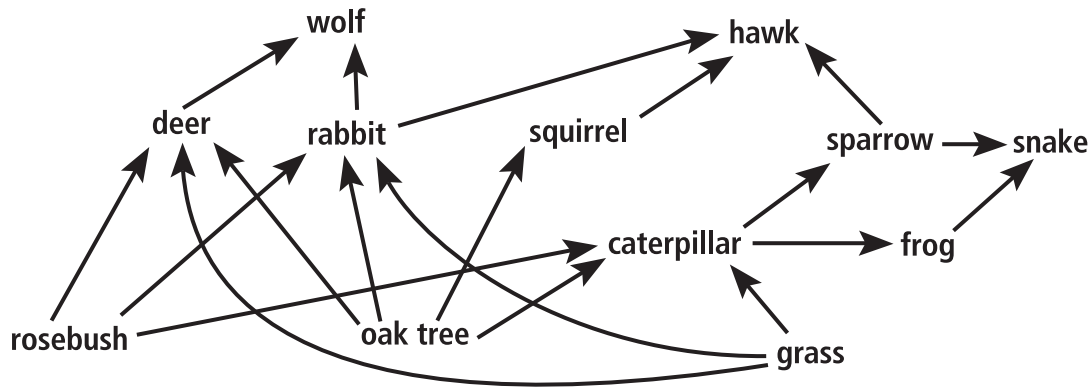 wolf
hawk
deer
rabbit
squirrel
sparrow
snake
caterpillar
frog
rosebush
oak tree
grass